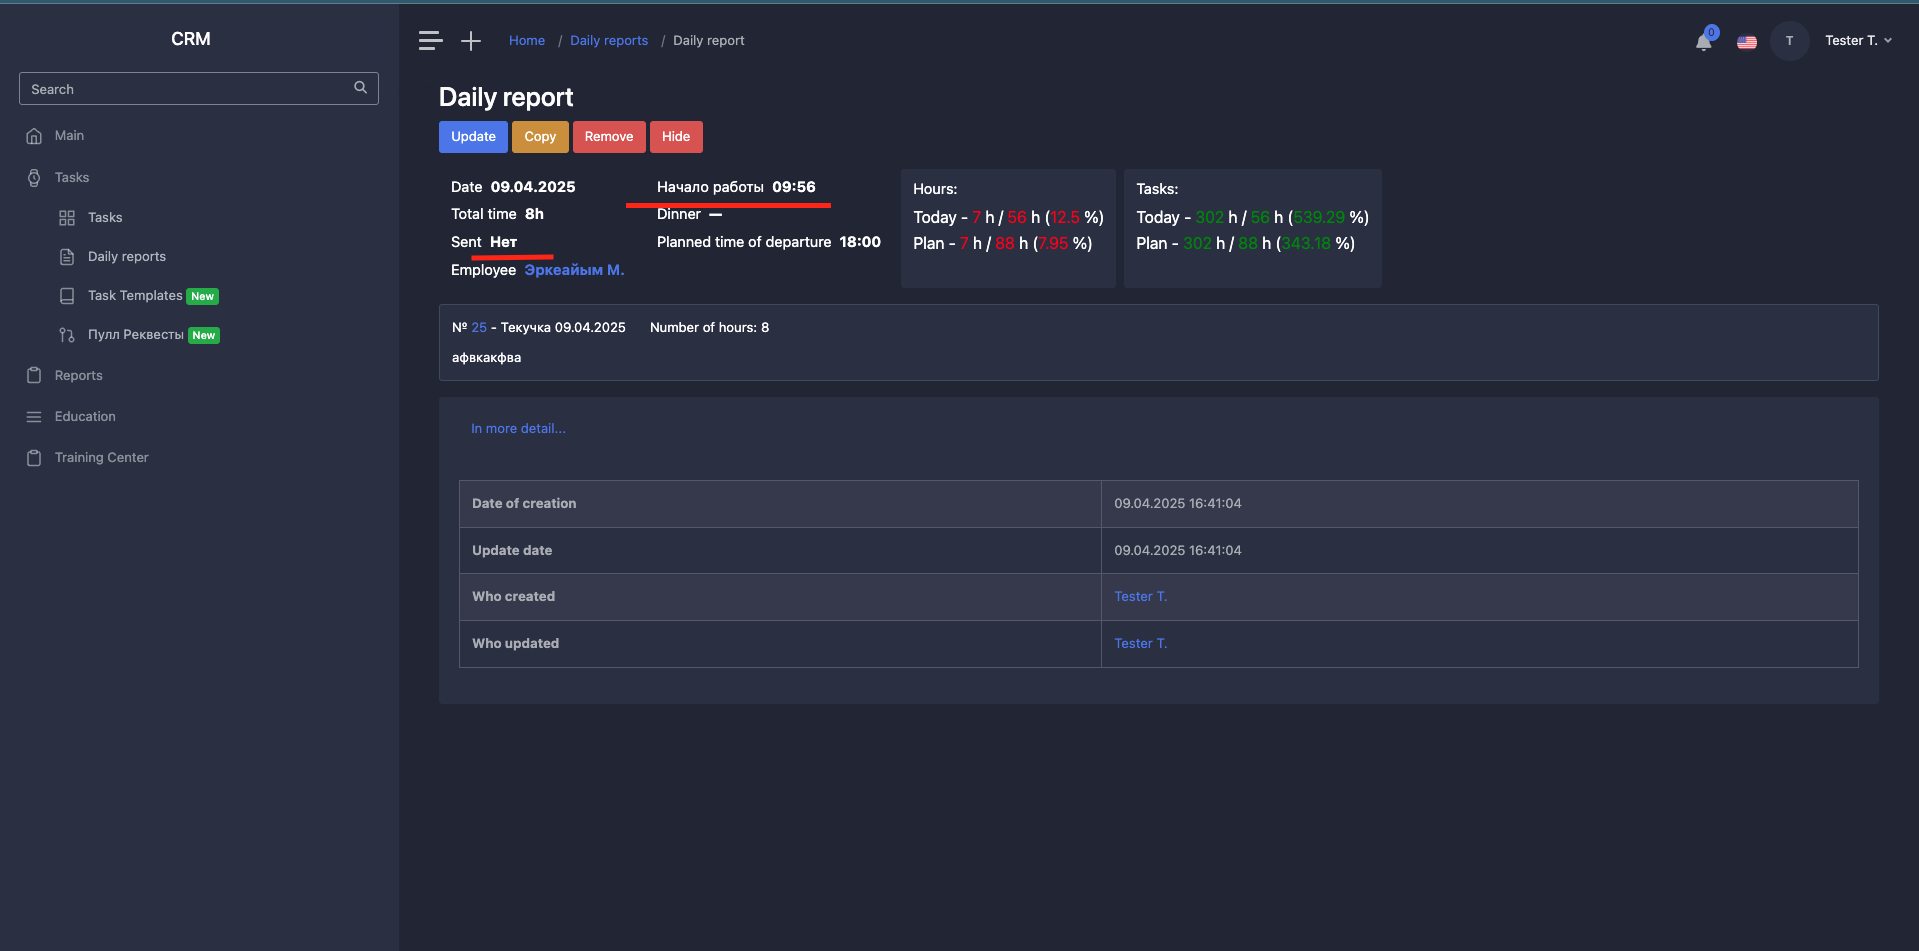 CRM
Search
Main
Tasks
Tasks
Daily reports
Task Templates New
Пулл Реквесты New
Reports
Education
Training Center
Home / Daily reports / Daily report
0
T
Tester T.
Daily report
Update Copy Remove Hide
Date 09.04.2025
Total time 8h
Sent Нет
Employee Эркеайым М.
Начало работы 09:56
Dinner —
Planned time of departure 18:00
Hours:
Today - 7 h / 56 h (12.5 %)
Plan - 7 h / 88 h (7.95 %)
Tasks:
Today - 302 h / 56 h (539.29 %)
Plan - 302 h / 88 h (343.18 %)
№ 25 - Текучка 09.04.2025 Number of hours: 8
афвкакфва
In more detail...
Date of creation 09.04.2025 16:41:04
Update date 09.04.2025 16:41:04
Who created Tester T.
Who updated Tester T.